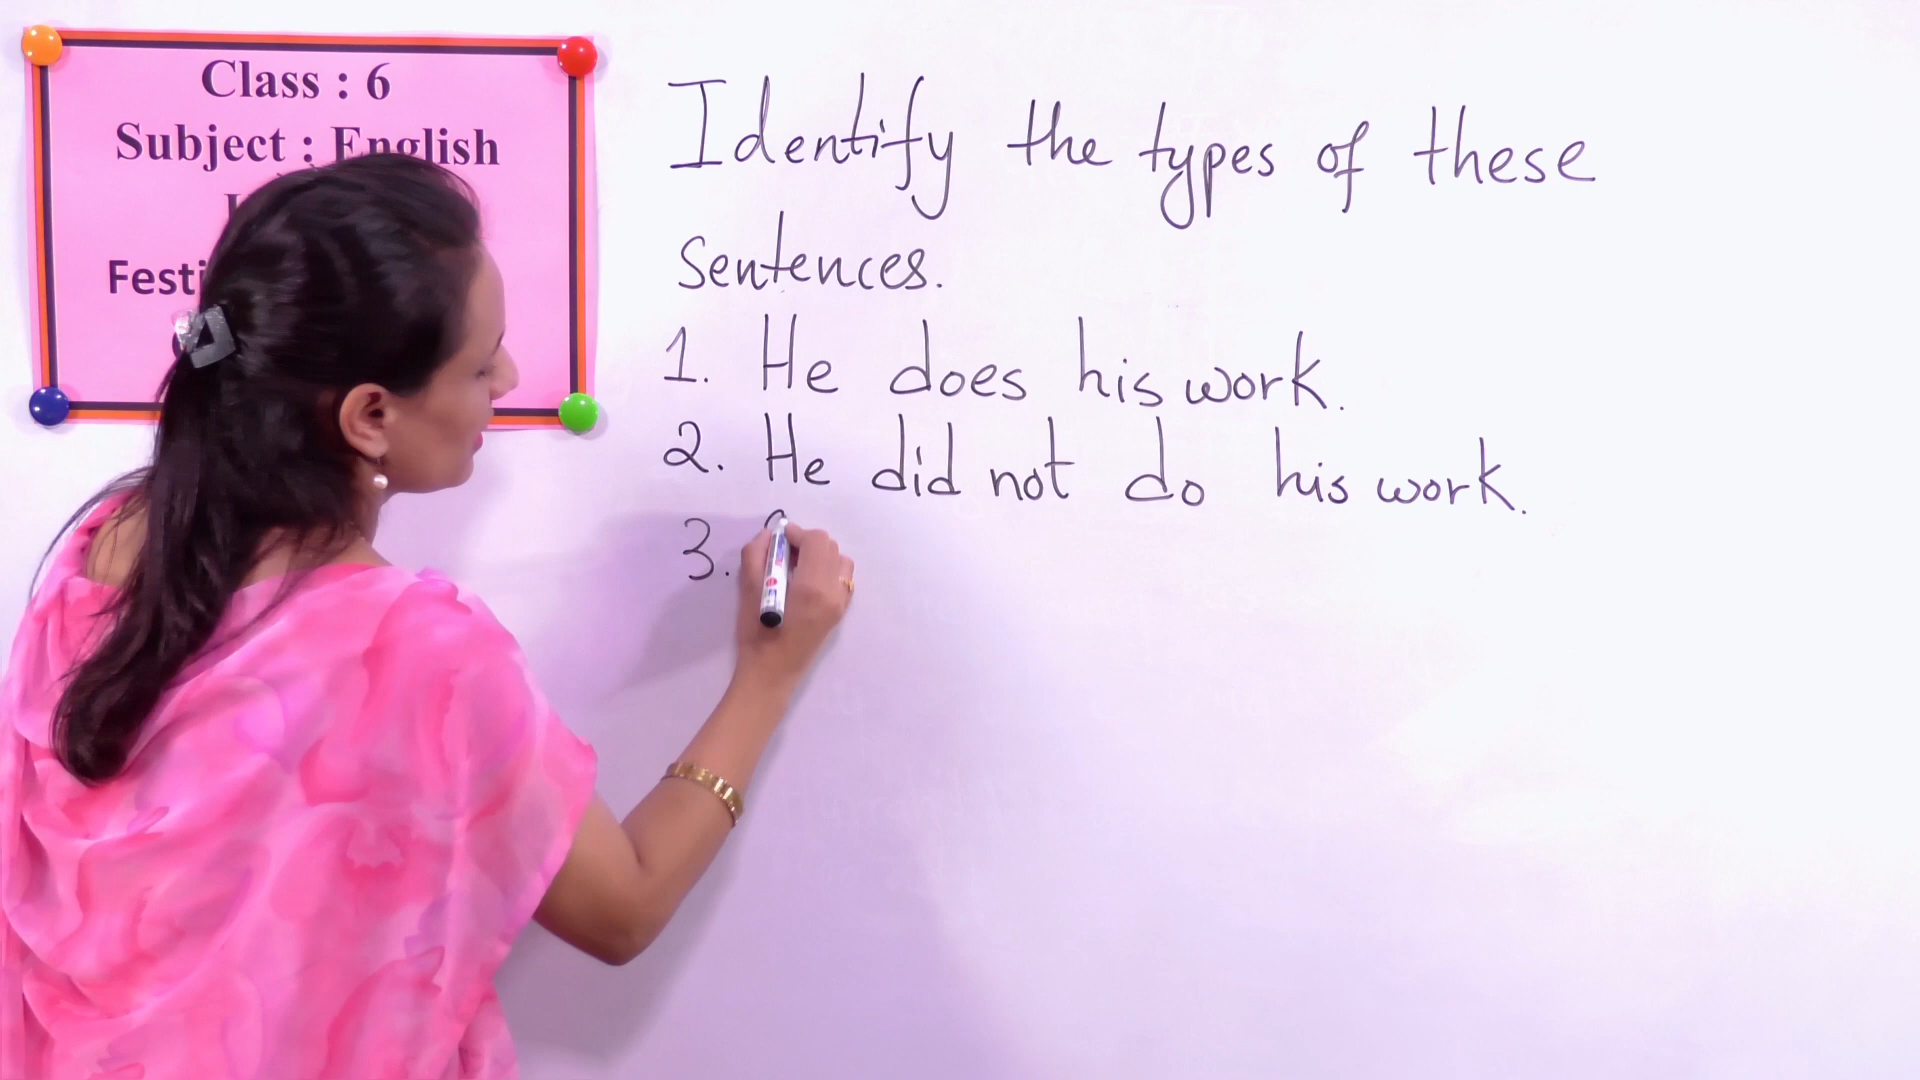 Class : 6
Subject : English
Identify the types of these
sentences.
1. He does his work.
2. He did not do his work.
3.